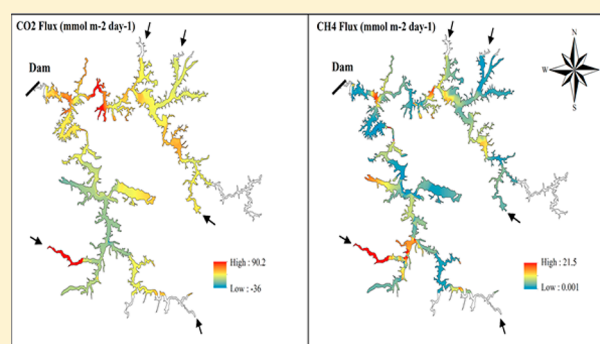 CO2 Flux (mmol m-2 day-1)
Dam
High : 90.2
Low : -36
CH4 Flux (mmol m-2 day-1)
Dam
N
W
E
S
High : 21.5
Low : 0.001